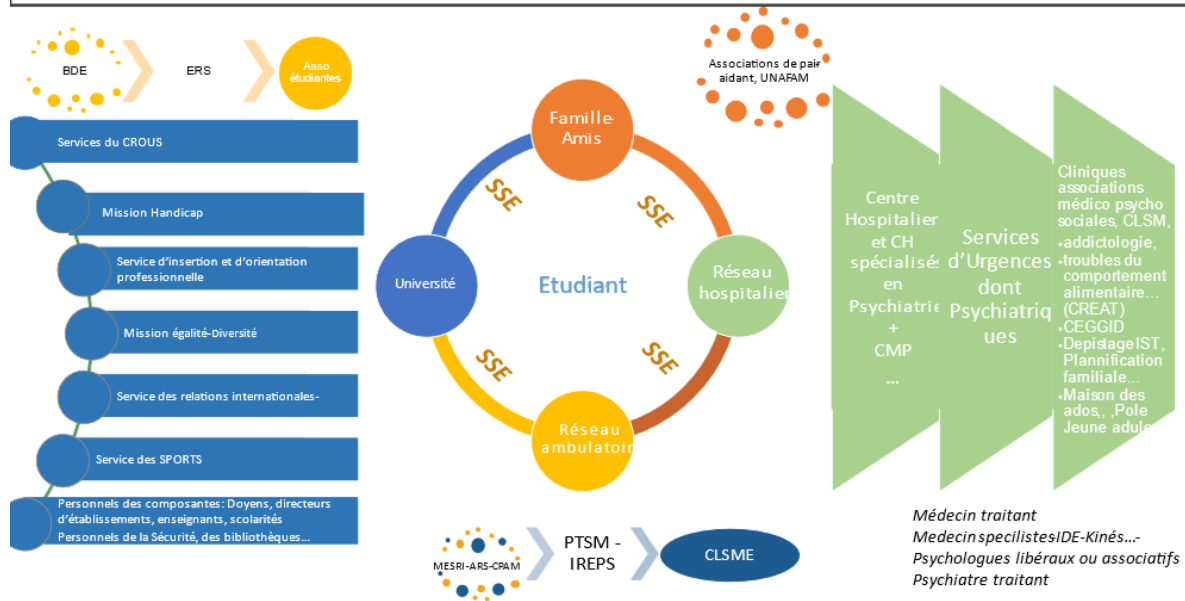 BDE
ERS
Asso
étudiantes
Services du CROUS
Mission Handicap
Service d’insertion et d’orientation
professionnelle
Mission égalité-Diversité
Service des relations internationales-
Service des SPORTS
Personnels des composantes: Doyens, directeurs
d’établissements, enseignants, scolarités
Personnels de la Sécurité, des bibliothèques…
Associations de pair
aidant, UNAFAM
Famille-
Amis
SSE
SSE
Université
Etudiant
Réseau
hospitalier
SSE
SSE
Réseau
ambulatoir
Centre
Hospitalier
et CH
spécialisés
en
Psychiatrie
+
CMP
…
Services
d’Urgences
dont
Psychiatriq
ues
Cliniques
associations
médico psycho
sociales, CLSM,
•addictologie,
•troubles du
comportement
alimentaire…
(CREAT)
•CEGGID
•Depistage IST,
Plannification
familiale…
•Maison des
ados,, ,Pole
Jeune adule
MESRI-ARS-CPAM
PTSM -
IREPS
CLSME
Médecin traitant
Medecin specilistesIDE-Kinés…-
Psychologues libéraux ou associatifs
Psychiatre traitant